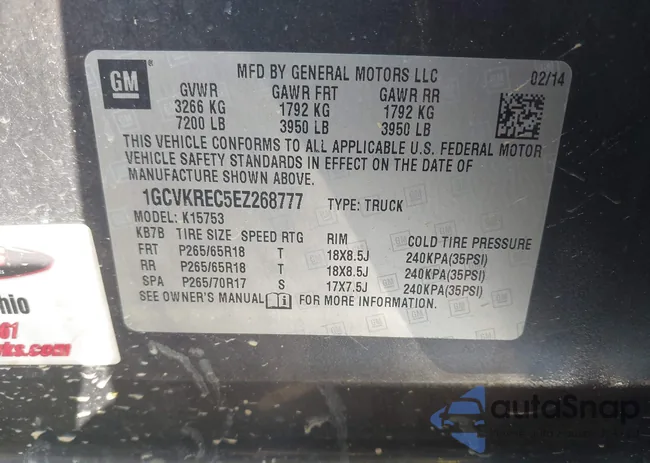 GM
MFD BY GENERAL MOTORS LLC
02/14
GVWR GAWR FRT GAWR RR
3266 KG 1792 KG 1792 KG
7200 LB 3950 LB 3950 LB
THIS VEHICLE CONFORMS TO ALL APPLICABLE U.S. FEDERAL MOTOR
VEHICLE SAFETY STANDARDS IN EFFECT ON THE DATE OF
MANUFACTURE SHOWN ABOVE.
1GCVKREC5EZ268777 TYPE: TRUCK
MODEL: K15753
KB7B TIRE SIZE SPEED RTG RIM COLD TIRE PRESSURE
FRT P265/65R18 T 18X8.5J 240KPA(35PSI)
RR P265/65R18 T 18X8.5J 240KPA(35PSI)
SPA P265/70R17 S 17X7.5J 240KPA(35PSI)
SEE OWNER'S MANUAL FOR MORE INFORMATION.
hio
61
ts.com
autoSnap